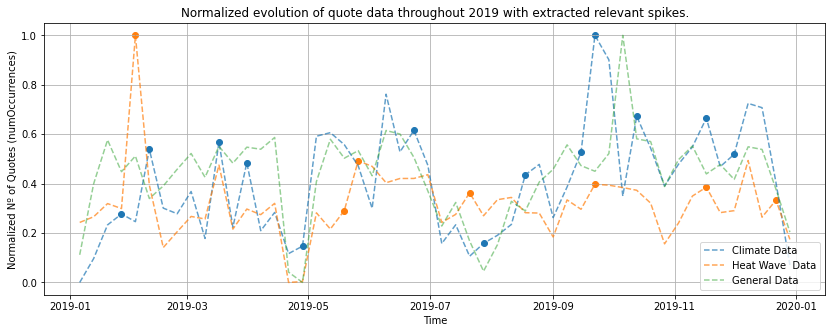 Normalized evolution of quote data throughout 2019 with extracted relevant spikes.
Normalized Nº of Quotes (numOccurrences)
1.0
0.8
0.6
0.4
0.2
0.0
Climate Data
Heat Wave  Data
General Data
2019-01 2019-03 2019-05 2019-07 2019-09 2019-11 2020-01
Time